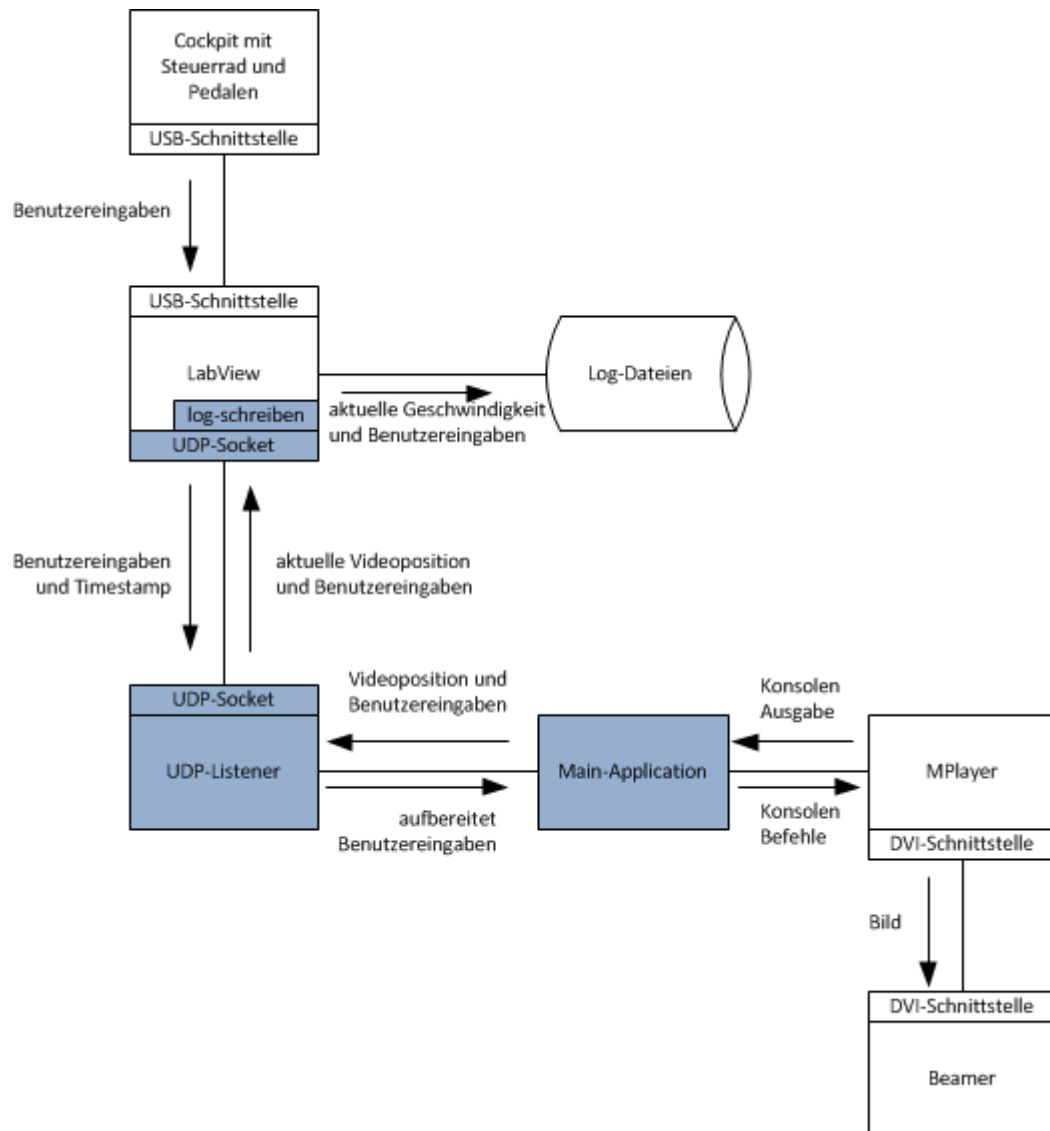 Cockpit mit
Steuerrad und
Pedalen
USB-Schnittstelle
Benutzereingaben
USB-Schnittstelle
LabView
log-schreiben
UDP-Socket
aktuelle Geschwindigkeit
und Benutzereingaben
Log-Dateien
Benutzereingaben
und Timestamp
aktuelle Videoposition
und Benutzereingaben
UDP-Socket
UDP-Listener
Videoposition und
Benutzereingaben
aufbereitet
Benutzereingaben
Main-Application
Konsolen
Ausgabe
Konsolen
Befehle
MPlayer
DVI-Schnittstelle
Bild
DVI-Schnittstelle
Beamer